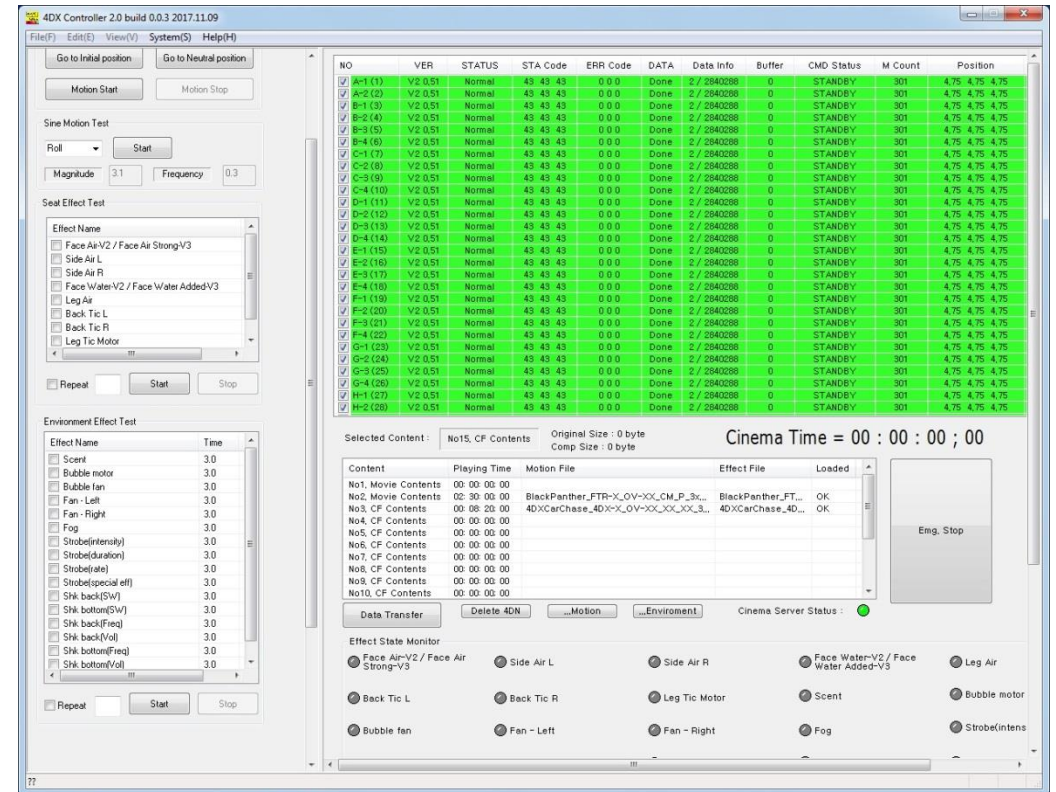 4DX Controller 2.0 build 0.0.3 2017.11.09
File(F) Edit(E) View(V) System(S) Help(H)
Go to Initial position Go to Neutral position
Motion Start Motion Stop
Sine Motion Test
Roll Start
Magnitude 3.1 Frequency 0.3
Seat Effect Test
Effect Name
Face Air-V2 / Face Air Strong-V3
Side Air L
Side Air R
Face Water-V2 / Face Water Added-V3
Leg Air
Back Tic L
Back Tic R
Leg Tic Motor
Repeat Start Stop
Environment Effect Test
Effect Name Time
Scent 3.0
Bubble motor 3.0
Bubble fan 3.0
Fan - Left 3.0
Fan - Right 3.0
Fog 3.0
Strobe(intensity) 3.0
Strobe(duration) 3.0
Strobe(rate) 3.0
Strobe(special eff) 3.0
Shk back(SW) 3.0
Shk bottom(SW) 3.0
Shk back(Freq) 3.0
Shk bottom(Freq) 3.0
Shk back(Vol) 3.0
Shk bottom(Vol) 3.0
Repeat Start Stop
NO VER STATUS STA Code ERR Code DATA Data Info Buffer CMD Status M Count Position
A-1 (1) V2 0,51 Normal 43 43 43 0 0 0 Done 2 / 2840288 0 STANDBY 301 4,75 4,75 4,75
A-2 (2) V2 0,51 Normal 43 43 43 0 0 0 Done 2 / 2840288 0 STANDBY 301 4,75 4,75 4,75
B-1 (3) V2 0,51 Normal 43 43 43 0 0 0 Done 2 / 2840288 0 STANDBY 301 4,75 4,75 4,75
B-2 (4) V2 0,51 Normal 43 43 43 0 0 0 Done 2 / 2840288 0 STANDBY 301 4,75 4,75 4,75
B-3 (5) V2 0,51 Normal 43 43 43 0 0 0 Done 2 / 2840288 0 STANDBY 301 4,75 4,75 4,75
B-4 (6) V2 0,51 Normal 43 43 43 0 0 0 Done 2 / 2840288 0 STANDBY 301 4,75 4,75 4,75
C-1 (7) V2 0,51 Normal 43 43 43 0 0 0 Done 2 / 2840288 0 STANDBY 301 4,75 4,75 4,75
C-2 (8) V2 0,51 Normal 43 43 43 0 0 0 Done 2 / 2840288 0 STANDBY 301 4,75 4,75 4,75
C-3 (9) V2 0,51 Normal 43 43 43 0 0 0 Done 2 / 2840288 0 STANDBY 301 4,75 4,75 4,75
C-4 (10) V2 0,51 Normal 43 43 43 0 0 0 Done 2 / 2840288 0 STANDBY 301 4,75 4,75 4,75
D-1 (11) V2 0,51 Normal 43 43 43 0 0 0 Done 2 / 2840288 0 STANDBY 301 4,75 4,75 4,75
D-2 (12) V2 0,51 Normal 43 43 43 0 0 0 Done 2 / 2840288 0 STANDBY 301 4,75 4,75 4,75
D-3 (13) V2 0,51 Normal 43 43 43 0 0 0 Done 2 / 2840288 0 STANDBY 301 4,75 4,75 4,75
D-4 (14) V2 0,51 Normal 43 43 43 0 0 0 Done 2 / 2840288 0 STANDBY 301 4,75 4,75 4,75
E-1 (15) V2 0,51 Normal 43 43 43 0 0 0 Done 2 / 2840288 0 STANDBY 301 4,75 4,75 4,75
E-2 (16) V2 0,51 Normal 43 43 43 0 0 0 Done 2 / 2840288 0 STANDBY 301 4,75 4,75 4,75
E-3 (17) V2 0,51 Normal 43 43 43 0 0 0 Done 2 / 2840288 0 STANDBY 301 4,75 4,75 4,75
E-4 (18) V2 0,51 Normal 43 43 43 0 0 0 Done 2 / 2840288 0 STANDBY 301 4,75 4,75 4,75
F-1 (19) V2 0,51 Normal 43 43 43 0 0 0 Done 2 / 2840288 0 STANDBY 301 4,75 4,75 4,75
F-2 (20) V2 0,51 Normal 43 43 43 0 0 0 Done 2 / 2840288 0 STANDBY 301 4,75 4,75 4,75
F-3 (21) V2 0,51 Normal 43 43 43 0 0 0 Done 2 / 2840288 0 STANDBY 301 4,75 4,75 4,75
F-4 (22) V2 0,51 Normal 43 43 43 0 0 0 Done 2 / 2840288 0 STANDBY 301 4,75 4,75 4,75
G-1 (23) V2 0,51 Normal 43 43 43 0 0 0 Done 2 / 2840288 0 STANDBY 301 4,75 4,75 4,75
G-2 (24) V2 0,51 Normal 43 43 43 0 0 0 Done 2 / 2840288 0 STANDBY 301 4,75 4,75 4,75
G-3 (25) V2 0,51 Normal 43 43 43 0 0 0 Done 2 / 2840288 0 STANDBY 301 4,75 4,75 4,75
G-4 (26) V2 0,51 Normal 43 43 43 0 0 0 Done 2 / 2840288 0 STANDBY 301 4,75 4,75 4,75
H-1 (27) V2 0,51 Normal 43 43 43 0 0 0 Done 2 / 2840288 0 STANDBY 301 4,75 4,75 4,75
H-2 (28) V2 0,51 Normal 43 43 43 0 0 0 Done 2 / 2840288 0 STANDBY 301 4,75 4,75 4,75
Selected Content : No15, CF Contents Original Size : 0 byte
Comp Size : 0 byte
Cinema Time = 00 : 00 : 00 ; 00
Content Playing Time Motion File Effect File Loaded
No1, Movie Contents 00: 00: 00: 00
No2, Movie Contents 02: 30: 00: 00 BlackPanther_FTR-X_OV-XX_CM_P_3x,,, BlackPanther_FT,,, OK
No3, CF Contents 00: 08: 20: 00 4DXCarChase_4DX-X_OV-XX_XX_XX_3,,, 4DXCarChase_4D,,, OK
No4, CF Contents 00: 00: 00: 00
No5, CF Contents 00: 00: 00: 00
No6, CF Contents 00: 00: 00: 00
No7, CF Contents 00: 00: 00: 00
No8, CF Contents 00: 00: 00: 00
No9, CF Contents 00: 00: 00: 00
No10, CF Contents 00: 00: 00: 00
Emg, Stop
Data Transfer Delete 4DN ,,,Motion ,,,Enviroment Cinema Server Status :
Effect State Monitor
Face Air-V2 / Face Air Strong-V3 Side Air L Side Air R Face Water-V2 / Face Water Added-V3 Leg Air
Back Tic L Back Tic R Leg Tic Motor Scent Bubble motor
Bubble fan Fan - Left Fan - Right Fog Strobe(intens
??